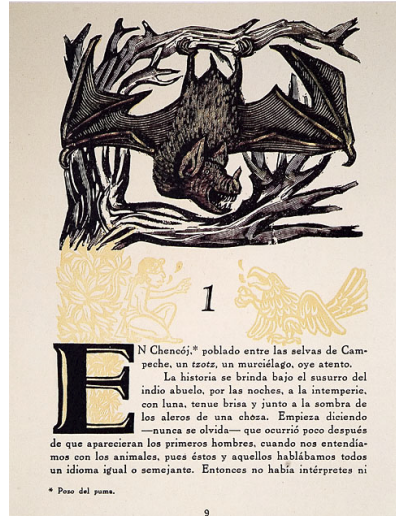 1
EN Chencój,* poblado entre las selvas de Cam-
peche, un tzotz, un murciélago, oye atento.
La historia se brinda bajo el susurro del
indio abuelo, por las noches, a la intemperie,
con luna, tenue brisa y junto a la sombra de
los aleros de una choza. Empieza diciendo
—nunca se olvida— que ocurrió poco después
de que aparecieran los primeros hombres, cuando nos entendía-
mos con los animales, pues éstos y aquellos hablábamos todos
un idioma igual o semejante. Entonces no había intérpretes ni
* Pozo del puma.
9